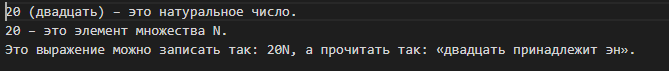 20 (двадцать) – это натуральное число.
20 – это элемент множества N.
Это выражение можно записать так: 20N, а прочитать так: «двадцать принадлежит эн».